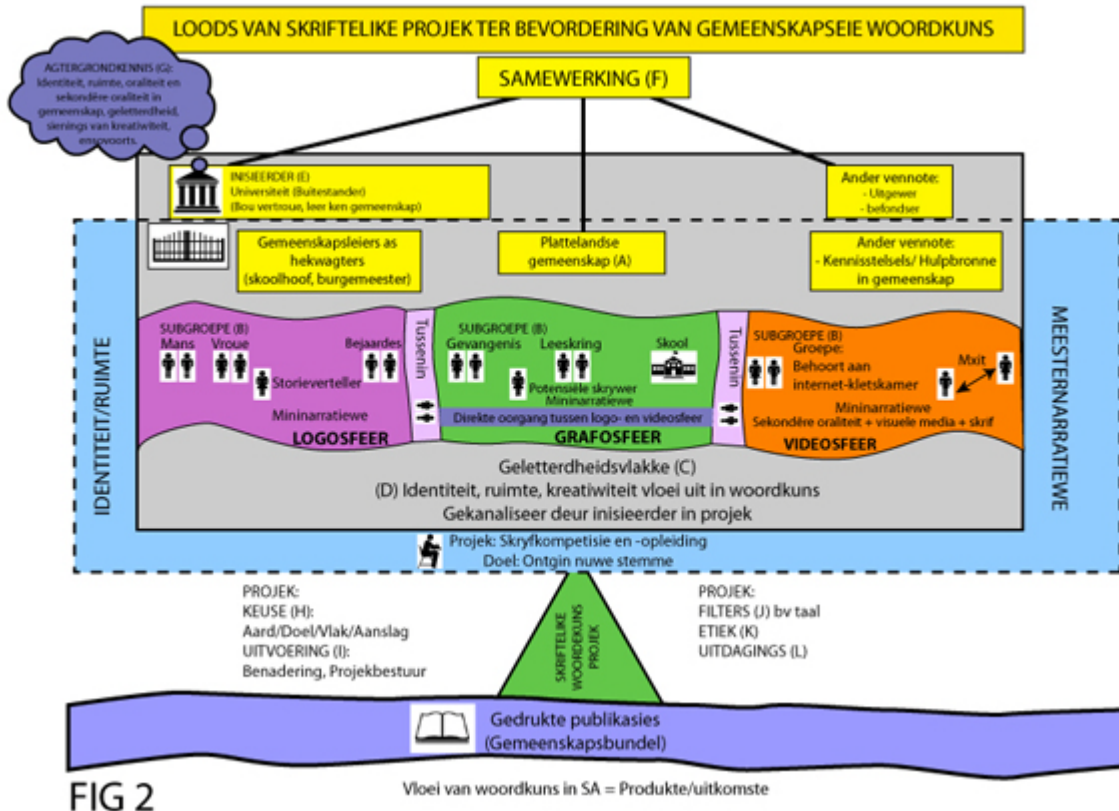 LOODS VAN SKRIFTELIKE PROJEK TER BEVORDERING VAN GEMEENSKAPSEIE WOORDKUNS
SAMEWERKING (F)
AGTERGRONDKENNIS (G):
Identiteit, ruimte, oraliteit en
sekondêre oraliteit in
gemeenskap, geletterdheid,
sienings van kreatiwiteit,
ensovoorts.
INISIEERDER (E)
Universiteit (Buitestander)
(Bou vertroue, leer ken gemeenskap)
Ander vennote:
- Uitgewer
- befondser
Gemeenskapsleiers as
hekwagters
(skoolhoof, burgemeester)
Plattelandse
gemeenskap (A)
Ander vennote:
- Kennisstelsels/ Hulpbronne
in gemeenskap
IDENTITEIT/RUIMTE
MEESTERNARRATIEWE
SUBGROEPE (B)
Mans
Vroue
Bejaardes
Storieverteller
Mininarratiewe
LOGOSFEER
Tussenin
SUBGROEPE (B)
Gevangenis
Leeskring
Skool
Potensiële skrywer
Mininarratiewe
Direkte oorgang tussen logo- en videosfeer
GRAFOSFEER
Tussenin
SUBGROEPE (B)
Groepe:
Behoort aan
internet-kletskamer
Mxit
Mininarratiewe
Sekondêre oraliteit + visuele media + skrif
VIDEOSFEER
Geletterdheidsvlakke (C)
(D) Identiteit, ruimte, kreatiwiteit vloei uit in woordkuns
Gekanaliseer deur inisieerder in projek
Projek: Skryfkompetisie en -opleiding
Doel: Ontgin nuwe stemme
PROJEK:
KEUSE (H):
Aard/Doel/Vlak/Aanslag
UITVOERING (I):
Benadering, Projekbestuur
SKRIFTELIKE
WOORDEKUNS
PROJEK
PROJEK:
FILTERS (J) bv taal
ETIEK (K)
UITDAGINGS (L)
Gedrukte publikasies
(Gemeenskapsbundel)
FIG 2
Vloei van woordkuns in SA = Produkte/uitkomste